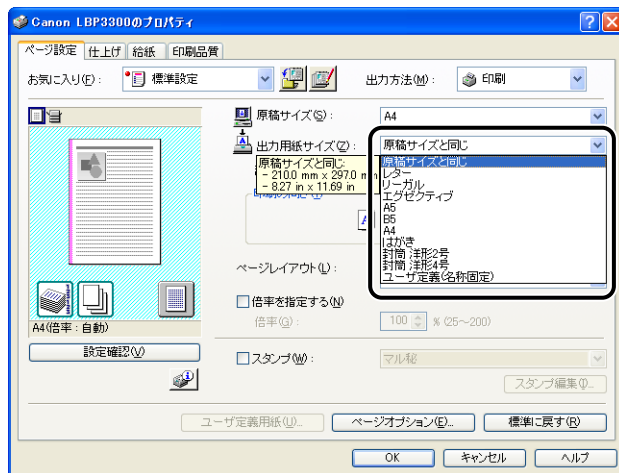 Canon LBP3300のプロパティ
ページ設定 仕上げ 給紙 印刷品質
お気に入り(F): 標準設定 出力方法(M): 印刷
原稿サイズ(S): A4
出力用紙サイズ(Z): 原稿サイズと同じ
原稿サイズと同じ:
- 210.0 mm x 297.0 m
- 8.27 in x 11.69 in
原稿サイズと同じ
レター
リーガル
エグゼクティブ
A5
B5
A4
はがき
封筒 洋形2号
封筒 洋形4号
ユーザ定義(名称固定)
ページレイアウト(L):
倍率を指定する(N)
倍率(G): 100 % (25～200)
A4(倍率:自動)
設定確認(V)
スタンプ(W): マル秘
スタンプ編集(I)...
ユーザ定義用紙(U)... ページオプション(E)... 標準に戻す(R)
OK キャンセル ヘルプ